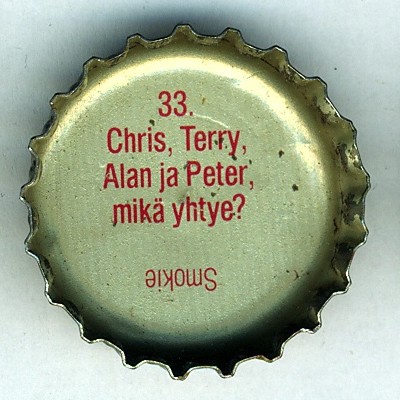 33.
Chris, Terry,
Alan ja Peter,
mikä yhtye?
Smokie